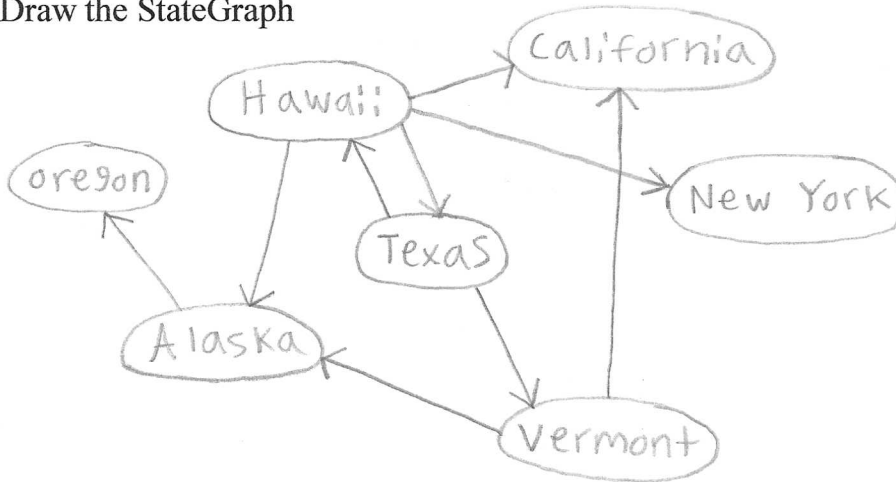 Draw the StateGraph
California
Hawaii
oregon
New York
Texas
Alaska
Vermont